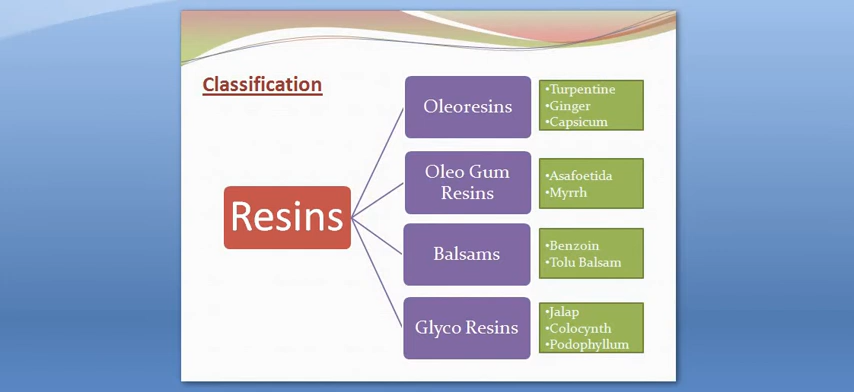 Classification
Resins
Oleoresins
•Turpentine
•Ginger
•Capsicum
Oleo Gum
Resins
•Asafoetida
•Myrrh
Balsams
•Benzoin
•Tolu Balsam
Glyco Resins
•Jalap
•Colocynth
•Podophyllum